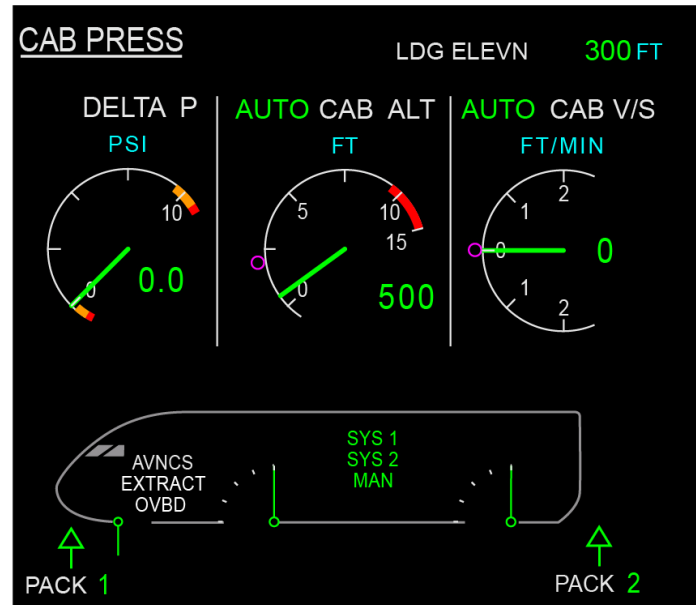 CAB PRESS
LDG ELEVN 300 FT
DELTA P
PSI
10
0
0.0
AUTO CAB ALT
FT
5
10
15
0
500
AUTO CAB V/S
FT/MIN
2
1
0
0
1
2
AVNCS
EXTRACT
OVBD
SYS 1
SYS 2
MAN
PACK 1
PACK 2